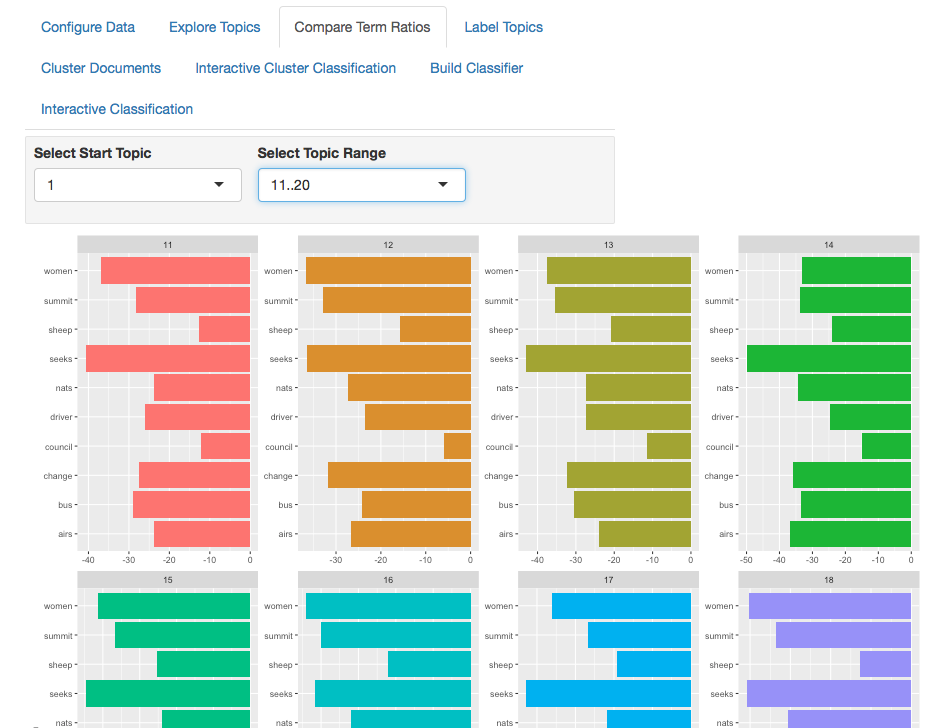 Configure Data Explore Topics Compare Term Ratios Label Topics
Cluster Documents Interactive Cluster Classification Build Classifier
Interactive Classification
Select Start Topic Select Topic Range
1 11..20
11 12 13 14
women women women women
summit summit summit summit
sheep sheep sheep sheep
seeks seeks seeks seeks
nats nats nats nats
driver driver driver driver
council council council council
change change change change
bus bus bus bus
airs airs airs airs
-40 -30 -20 -10 0 -30 -20 -10 0 -40 -30 -20 -10 0 -50 -40 -30 -20 -10 0
15 16 17 18
women women women women
summit summit summit summit
sheep sheep sheep sheep
seeks seeks seeks seeks
nats nats nats nats